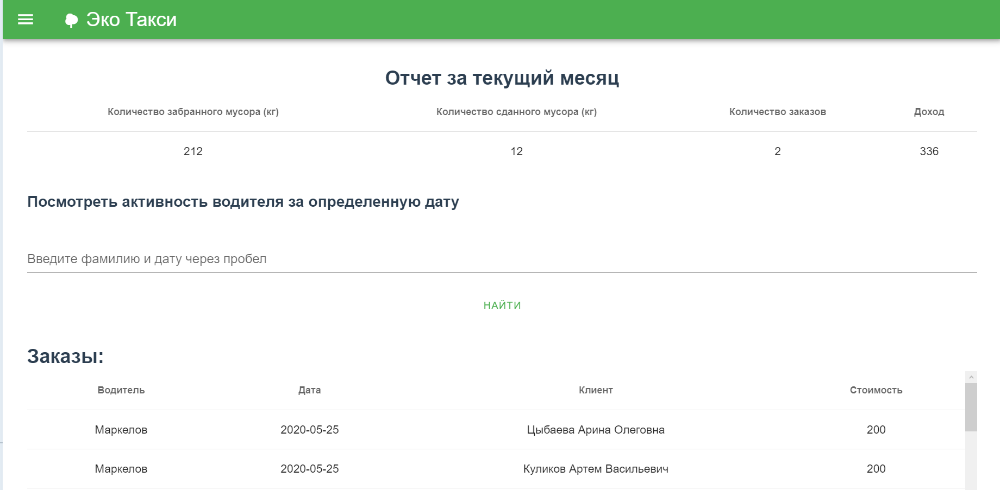 Эко Такси
Отчет за текущий месяц
Количество забранного мусора (кг) Количество сданного мусора (кг) Количество заказов Доход
212 12 2 336
Посмотреть активность водителя за определенную дату
Введите фамилию и дату через пробел
НАЙТИ
Заказы:
Водитель Дата Клиент Стоимость
Маркелов 2020-05-25 Цыбаева Арина Олеговна 200
Маркелов 2020-05-25 Куликов Артем Васильевич 200